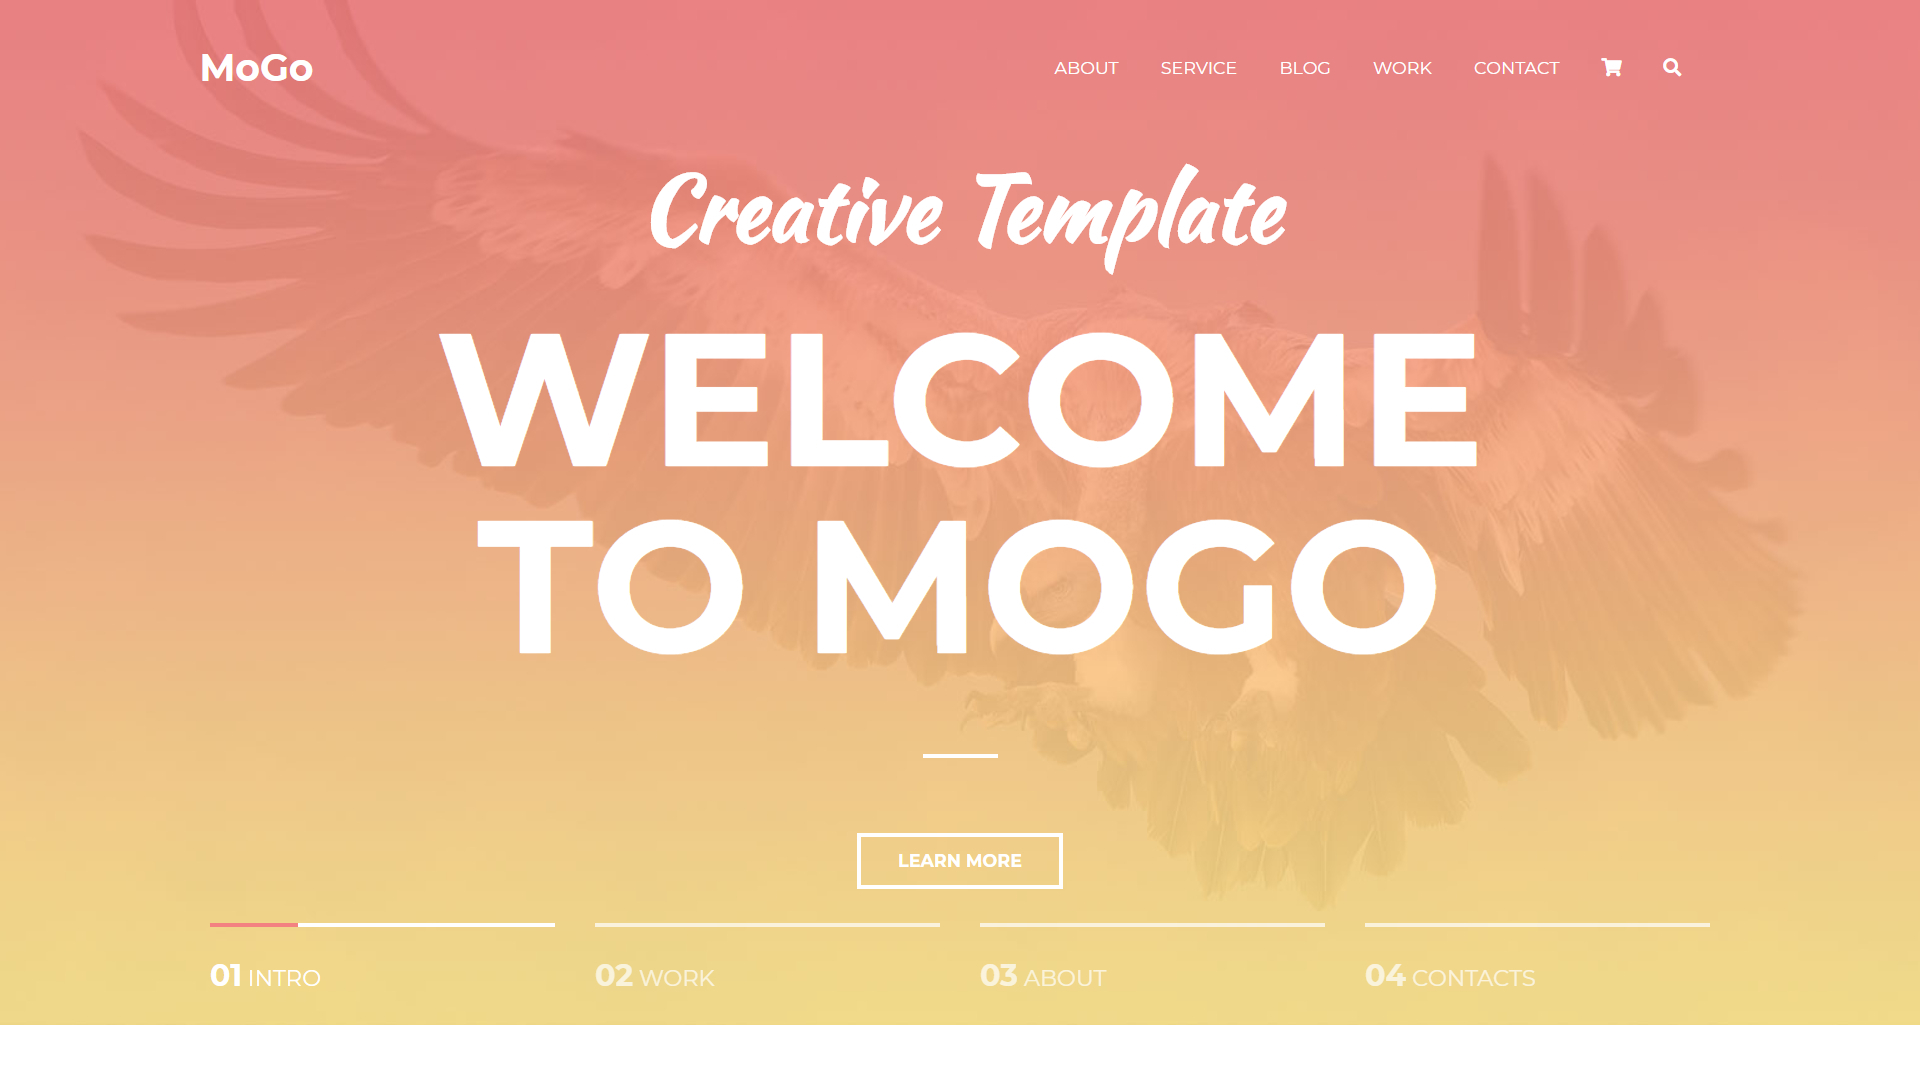 MoGo
ABOUT SERVICE BLOG WORK CONTACT
Creative Template
WELCOME
TO MOGO
LEARN MORE
01 INTRO 02 WORK 03 ABOUT 04 CONTACTS